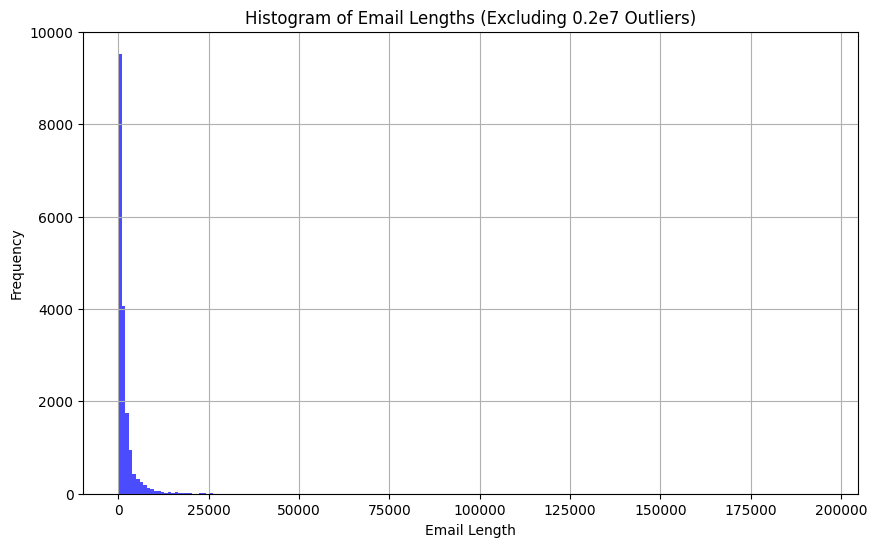 Histogram of Email Lengths (Excluding 0.2e7 Outliers)
10000
8000
6000
4000
2000
0
Frequency
0 25000 50000 75000 100000 125000 150000 175000 200000
Email Length